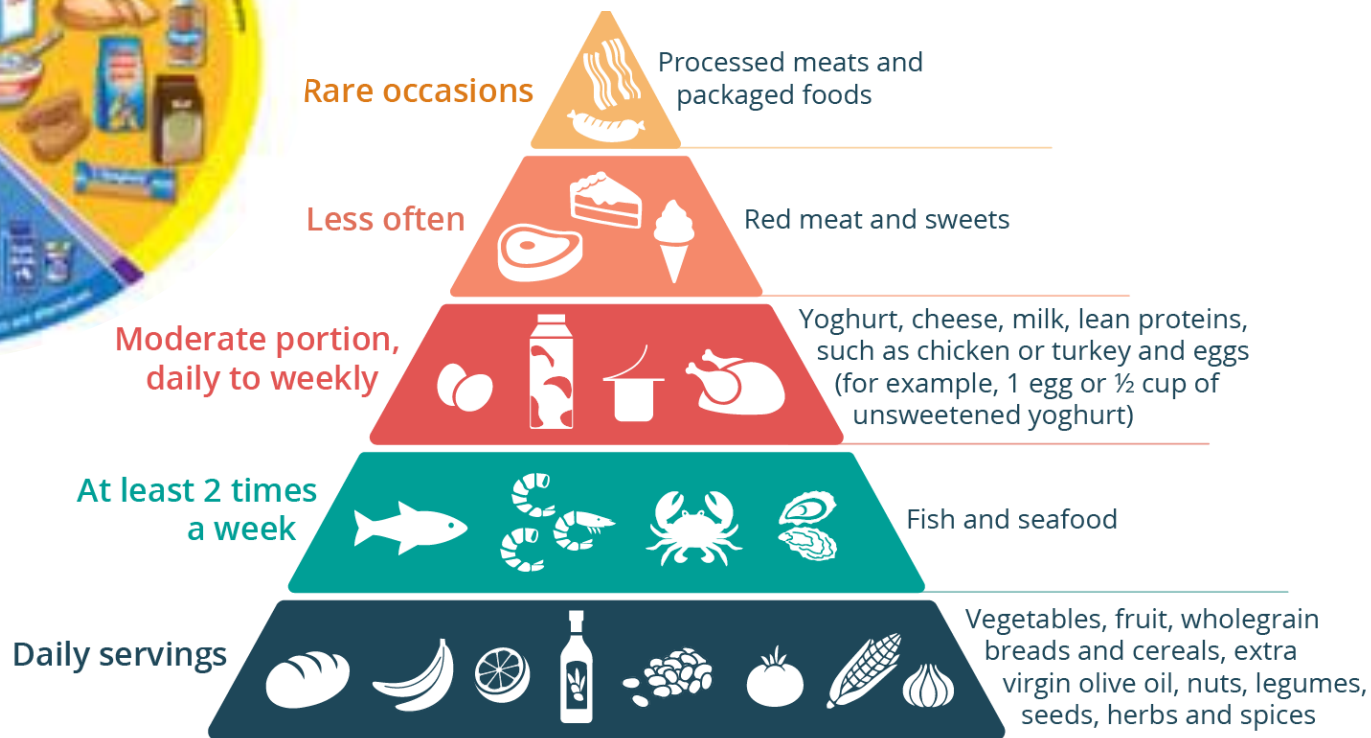 Rare occasions
Processed meats and
packaged foods
Less often
Red meat and sweets
Moderate portion,
daily to weekly
Yoghurt, cheese, milk, lean proteins,
such as chicken or turkey and eggs
(for example, 1 egg or ½ cup of
unsweetened yoghurt)
At least 2 times
a week
Fish and seafood
Daily servings
Vegetables, fruit, wholegrain
breads and cereals, extra
virgin olive oil, nuts, legumes,
seeds, herbs and spices